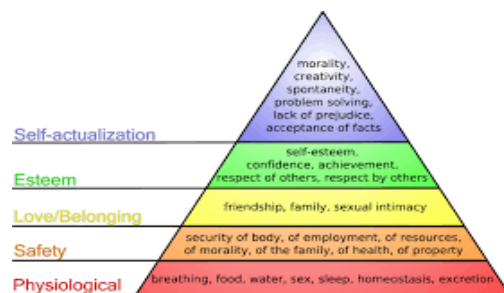 morality,
creativity,
spontaneity,
problem solving,
lack of prejudice,
acceptance of facts
Self-actualization
self-esteem,
confidence, achievement,
respect of others, respect by others
Esteem
friendship, family, sexual intimacy
Love/Belonging
security of body, of employment, of resources,
of morality, of the family, of health, of property
Safety
breathing, food, water, sex, sleep, homeostasis, excretion
Physiological